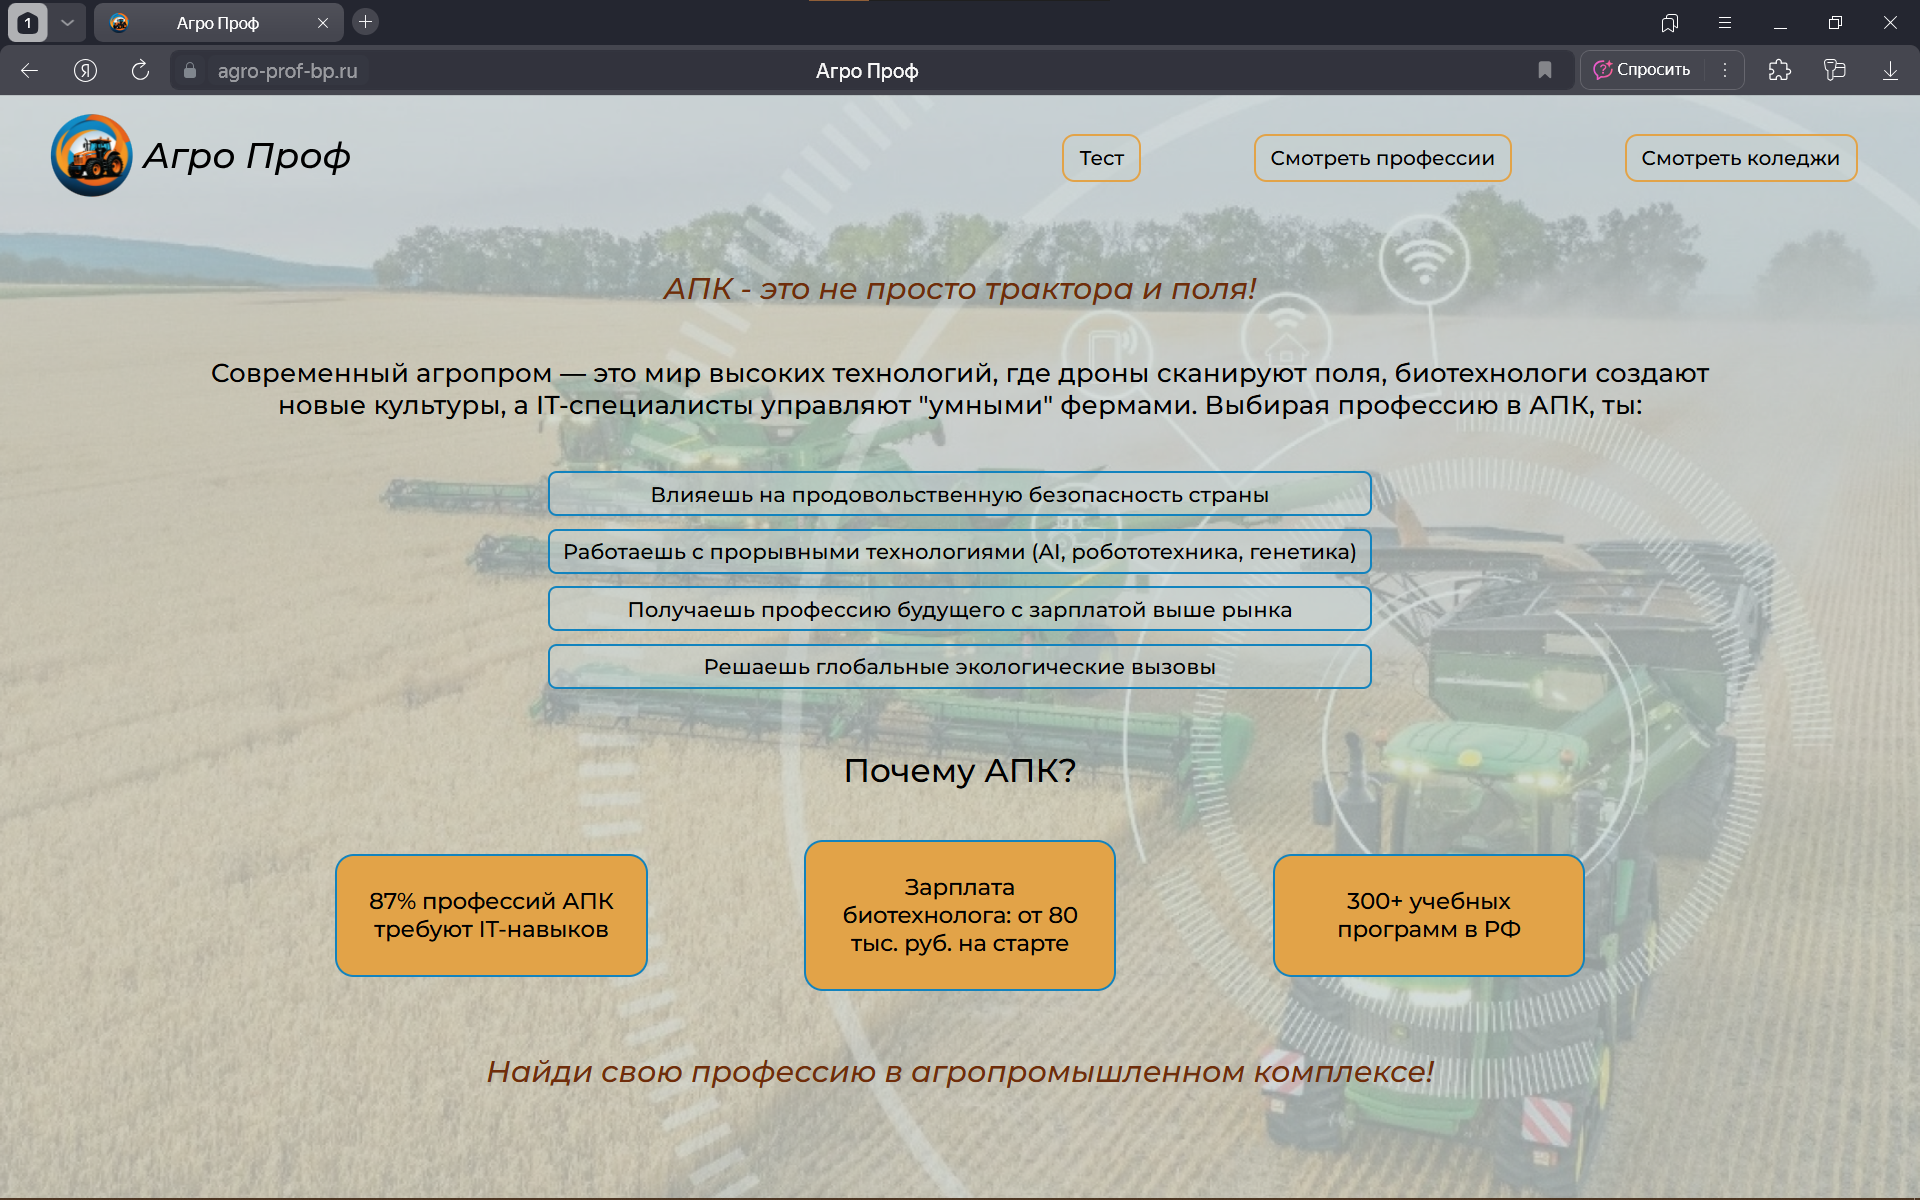 1
Агро Проф
agro-prof-bp.ru
Агро Проф
Спросить
Агро Проф
Тест
Смотреть профессии
Смотреть коледжи
АПК - это не просто трактора и поля!
Современный агропром — это мир высоких технологий, где дроны сканируют поля, биотехнологи создают
новые культуры, а IT-специалисты управляют "умными" фермами. Выбирая профессию в АПК, ты:
Влияешь на продовольственную безопасность страны
Работаешь с прорывными технологиями (AI, робототехника, генетика)
Получаешь профессию будущего с зарплатой выше рынка
Решаешь глобальные экологические вызовы
Почему АПК?
87% профессий АПК
требуют IT-навыков
Зарплата
биотехнолога: от 80
тыс. руб. на старте
300+ учебных
программ в РФ
Найди свою профессию в агропромышленном комплексе!